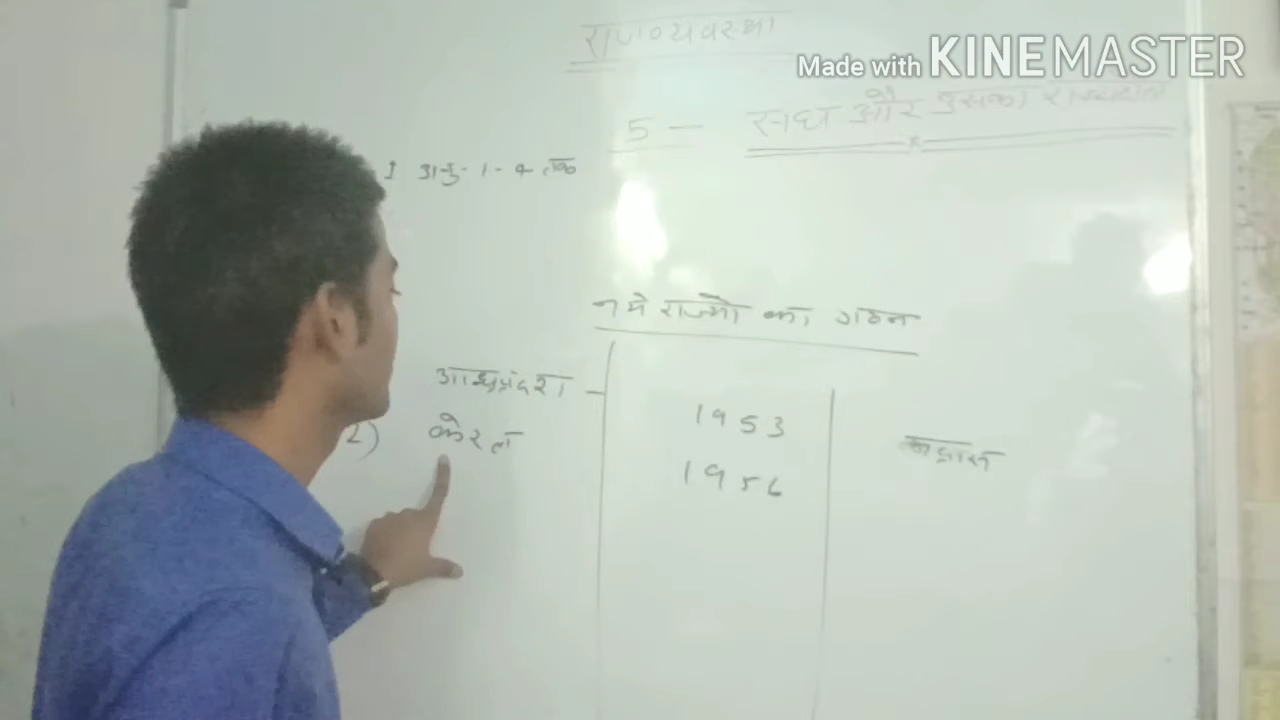 राजव्यवस्था
Made with KINEMASTER
5 — संघ और उसका राज्यक्षेत्र
I अनु- 1 - 4 तक
नये राज्यों का गठन
आन्ध्रप्रदेश – 1953
2) केरल 1956 मद्रास